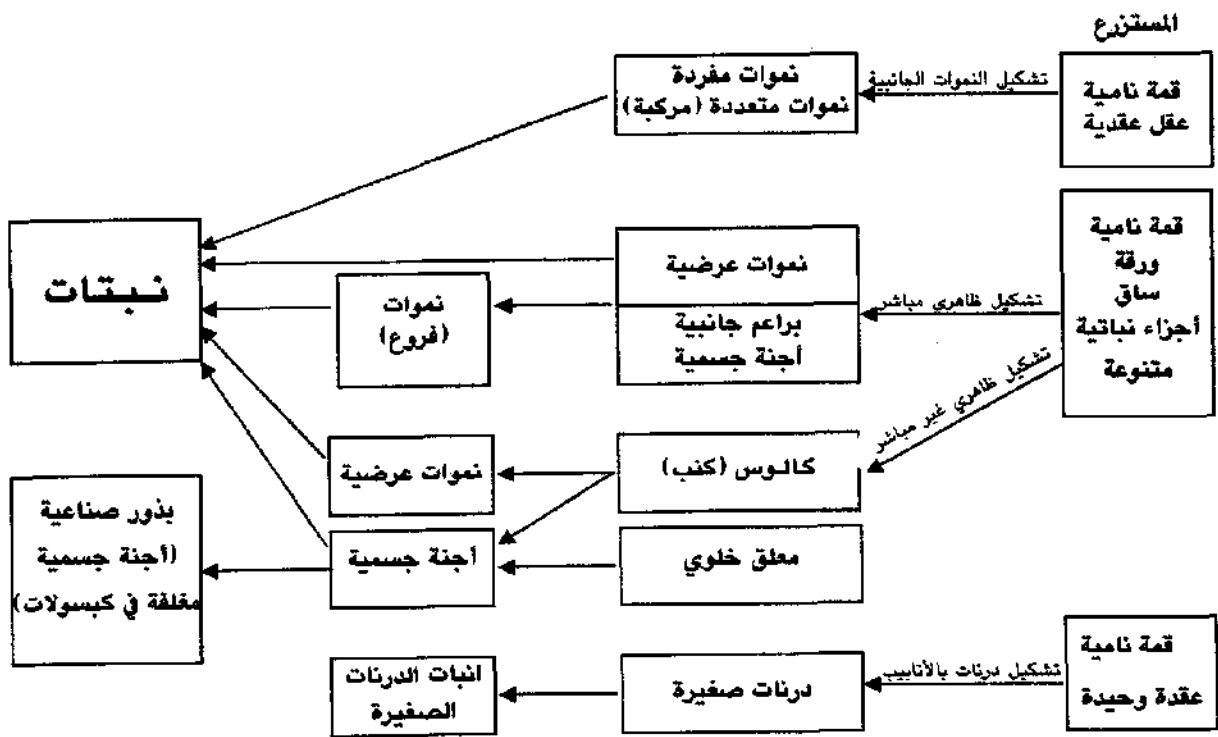 المستزرع
قمة نامية
عقل عقدية
تشكيل النموات الجانبية
نموات مفردة
نموات متعددة (مركبة)
قمة نامية
ورقة
ساق
أجزاء نباتية
متنوعة
تشكيل ظاهري مباشر
نموات عرضية
براعم جانبية
أجنة جسمية
نموات
(فروع)
نـبـتـات
تشكيل ظاهري غير مباشر
كالوس (كنب)
نموات عرضية
معلق خلوي
أجنة جسمية
بذور صناعية
(أجنة جسمية
مغلفة في كبسولات)
قمة نامية
عقدة وحيدة
تشكيل درنات بالأنابيب
درنات صغيرة
انبات الدرنات
الصغيرة